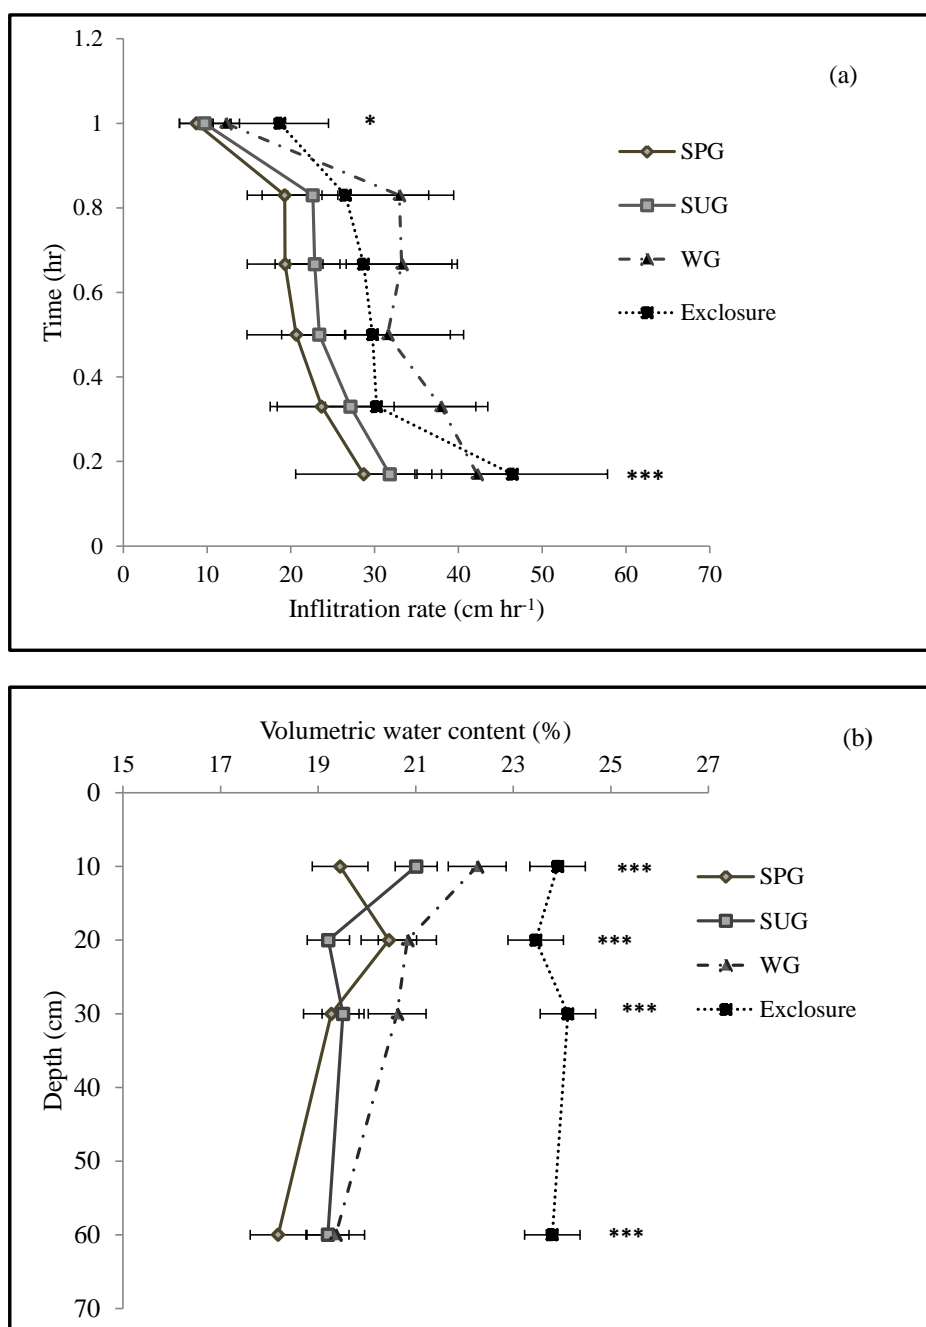 (a)
1.2
1
0.8
0.6
0.4
0.2
0
Time (hr)
*
***
SPG
SUG
WG
Exclosure
0 10 20 30 40 50 60 70
Inflitration rate (cm hr-1)
Volumetric water content (%)
(b)
15 17 19 21 23 25 27
0
10
20
30
40
50
60
70
Depth (cm)
***
***
***
***
SPG
SUG
WG
Exclosure